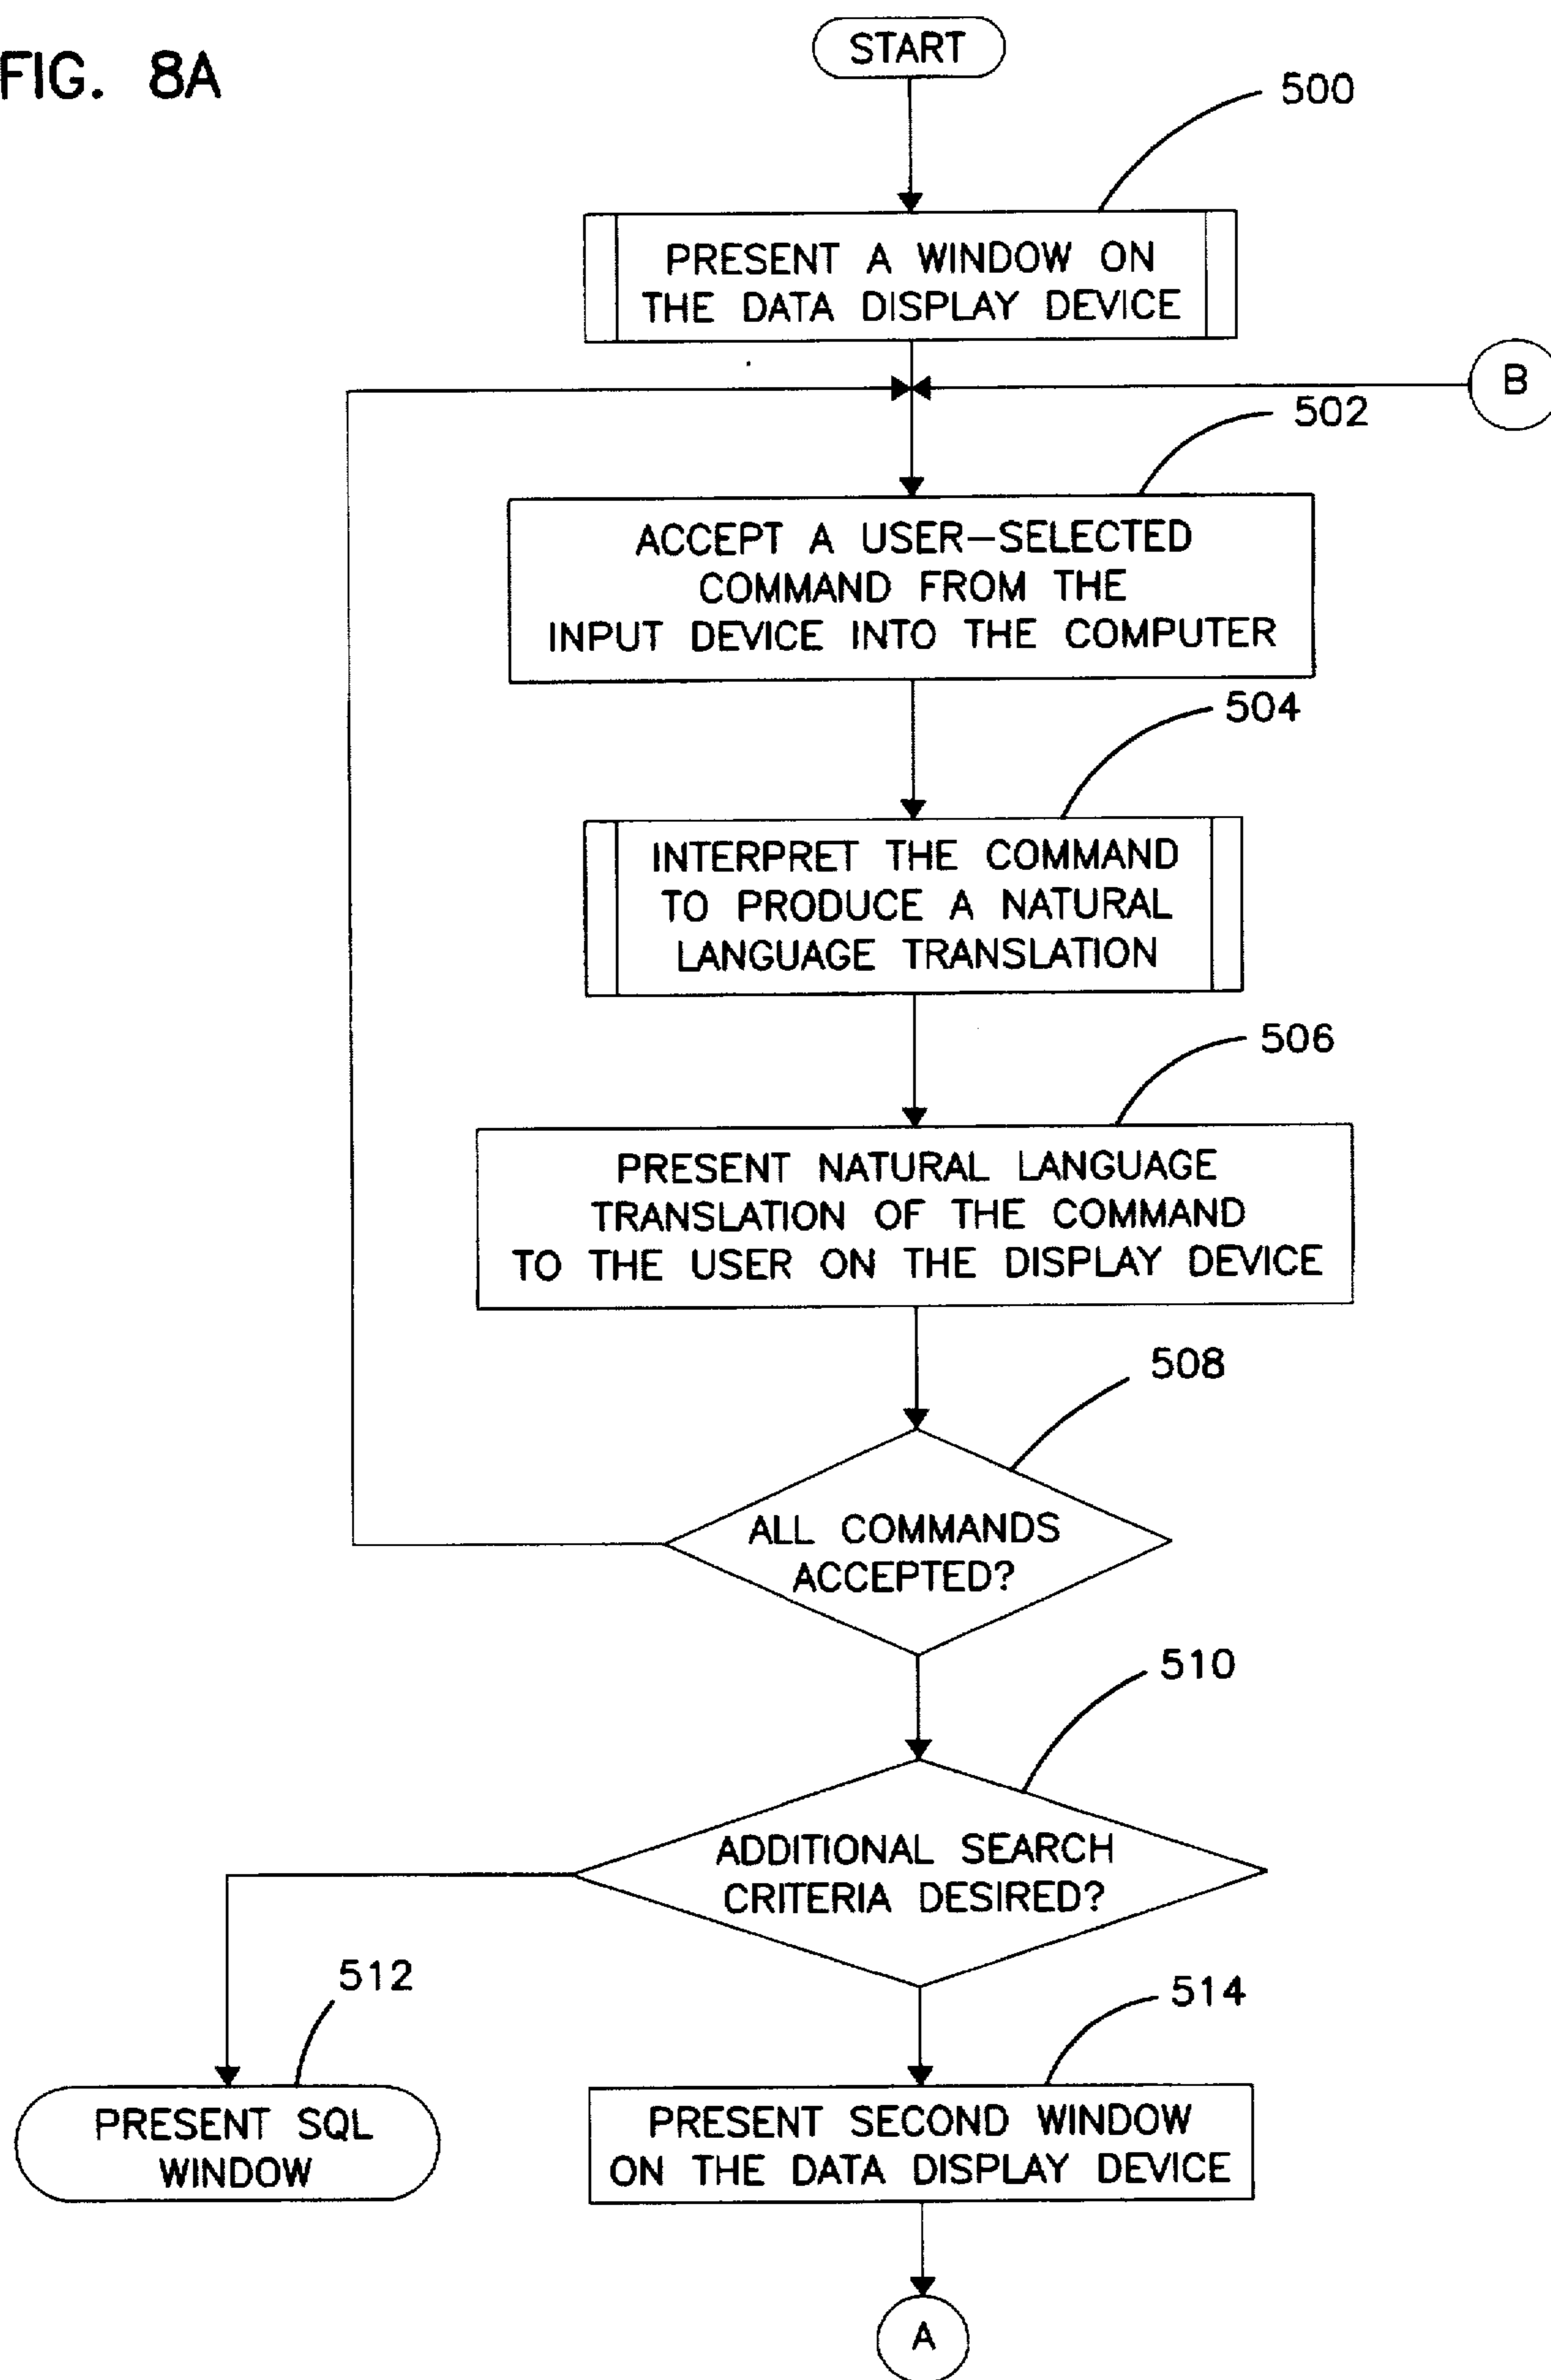 FIG. 8A
START
500
PRESENT A WINDOW ON
THE DATA DISPLAY DEVICE
B
502
ACCEPT A USER-SELECTED
COMMAND FROM THE
INPUT DEVICE INTO THE COMPUTER
504
INTERPRET THE COMMAND
TO PRODUCE A NATURAL
LANGUAGE TRANSLATION
506
PRESENT NATURAL LANGUAGE
TRANSLATION OF THE COMMAND
TO THE USER ON THE DISPLAY DEVICE
508
ALL COMMANDS
ACCEPTED?
510
ADDITIONAL SEARCH
CRITERIA DESIRED?
512
PRESENT SQL
WINDOW
514
PRESENT SECOND WINDOW
ON THE DATA DISPLAY DEVICE
A